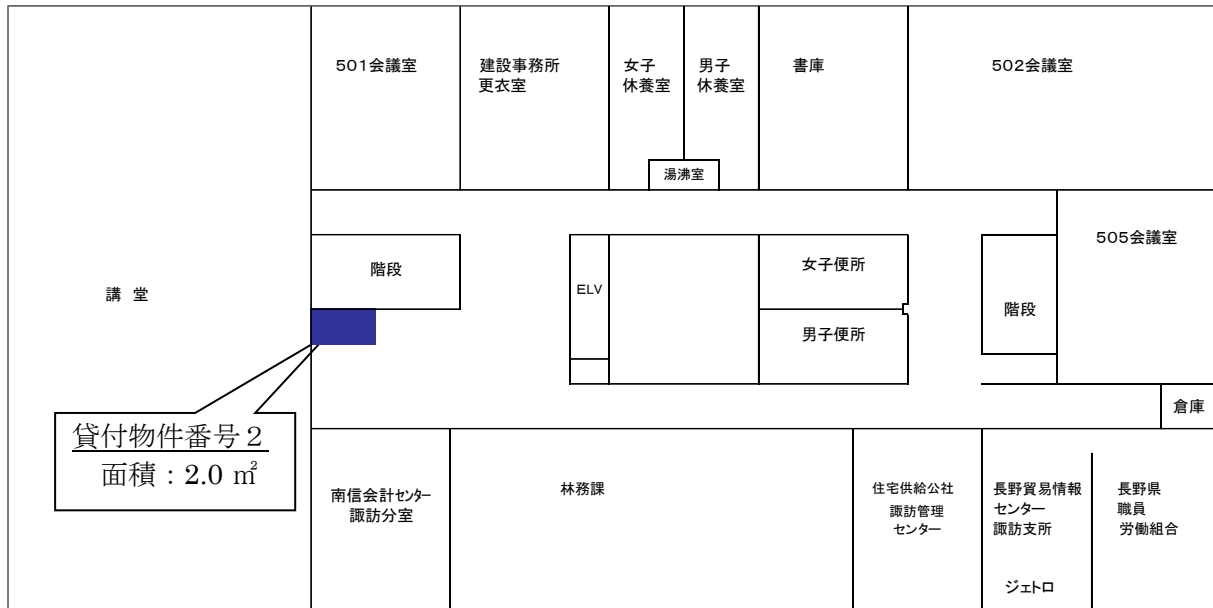 501会議室
建設事務所
更衣室
女子
休養室
男子
休養室
書庫
502会議室
湯沸室
505会議室
階段
ELV
女子便所
男子便所
階段
講 堂
倉庫
貸付物件番号２
面積：2.0 ㎡
南信会計センター
諏訪分室
林務課
住宅供給公社
諏訪管理
センター
長野貿易情報
センター
諏訪支所
ジェトロ
長野県
職員
労働組合